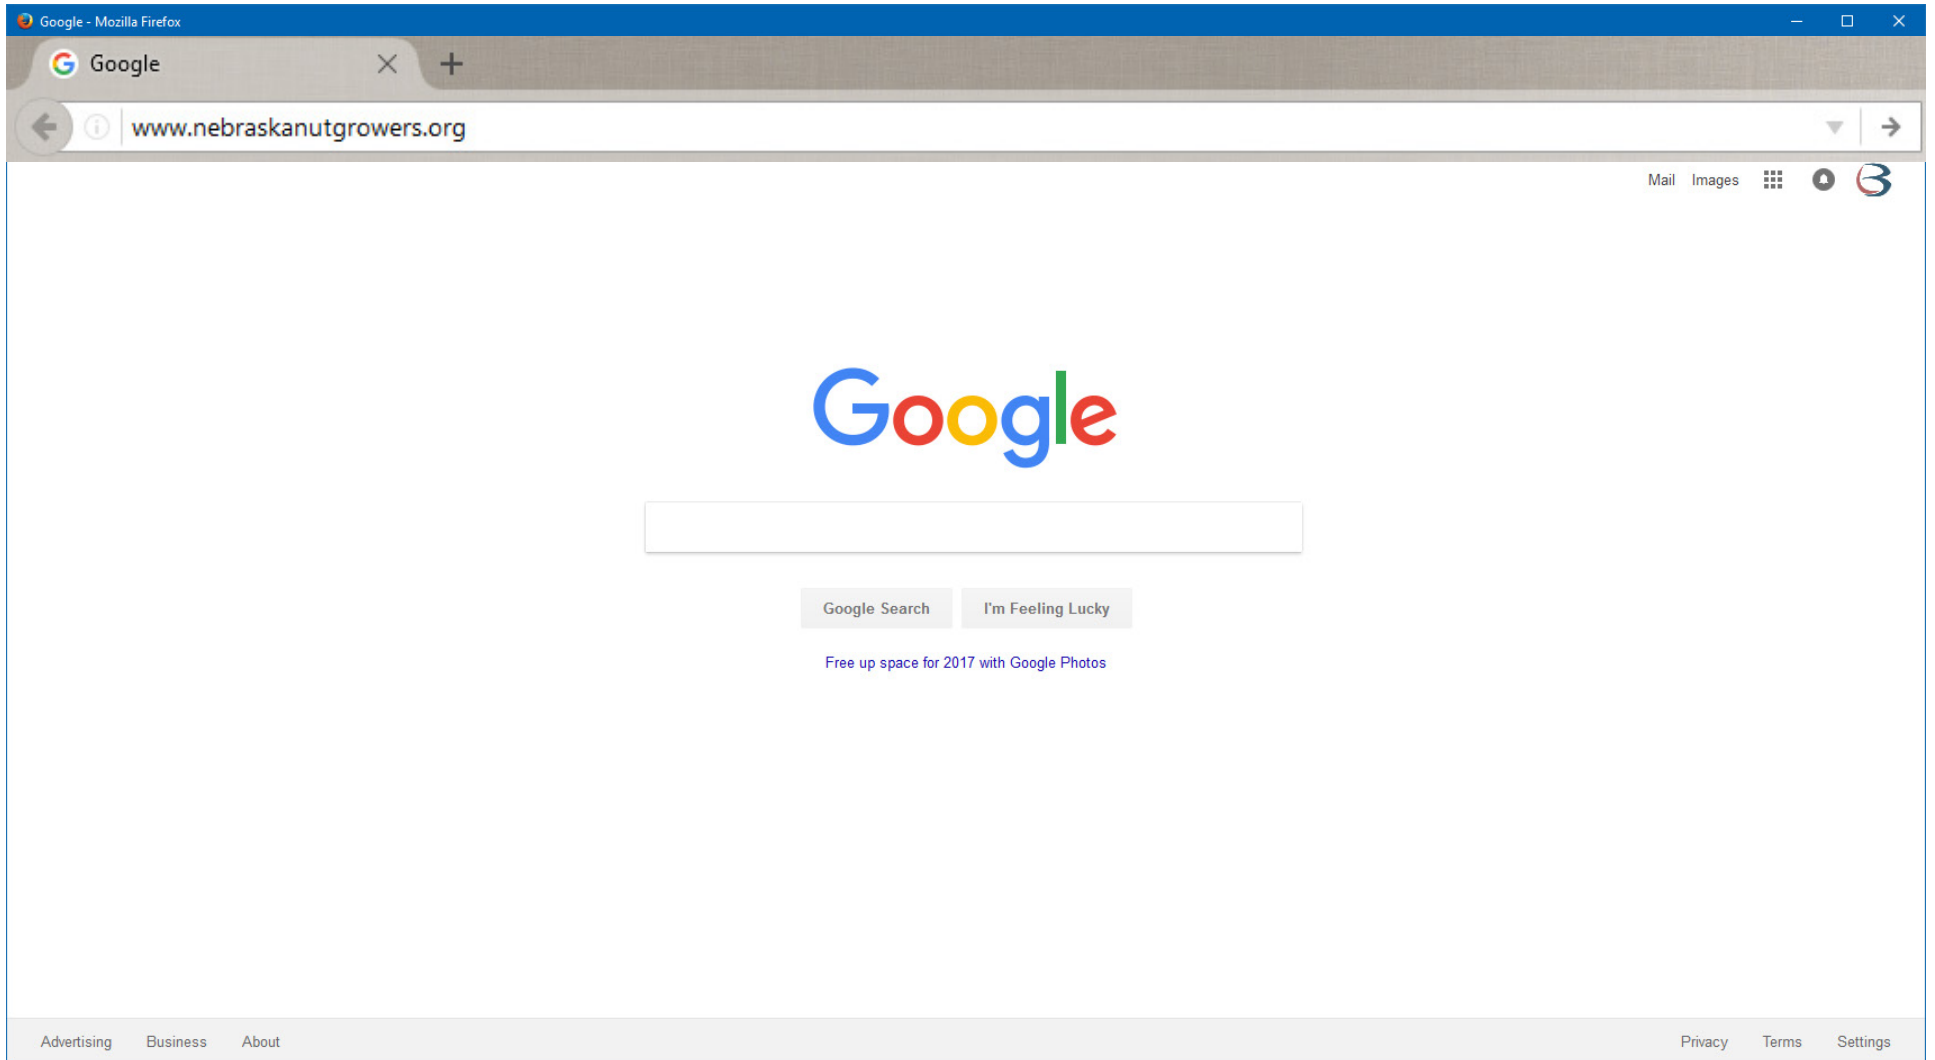 Google - Mozilla Firefox
Google
www.nebraskanutgrowers.org
Mail Images
Google
Google Search I'm Feeling Lucky
Free up space for 2017 with Google Photos
Advertising Business About Privacy Terms Settings